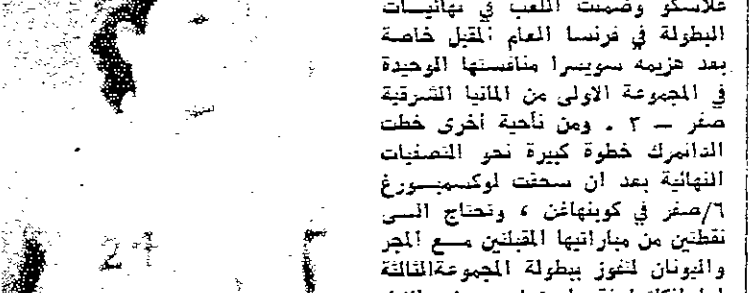 غلاسكو وضمنت اللعب في نهائيات
البطولة في فرنسا العام المقبل خاصة
بعد هزيمه سويسرا منافستها الوحيدة
في المجموعة الاولى من المانيا الشرقية
صفر — ٣ . ومن ناحية أخرى خطت
الدانمرك خطوة كبيرة نحو التصفيات
النهائية بعد ان سحقت لوكسمبورغ
٦/صفر في كوبنهاغن ، وتحتاج الى
نقطتين من مباراتيها المقبلتين مع المجر
واليونان لتفوز ببطولة المجموعة الثالثة